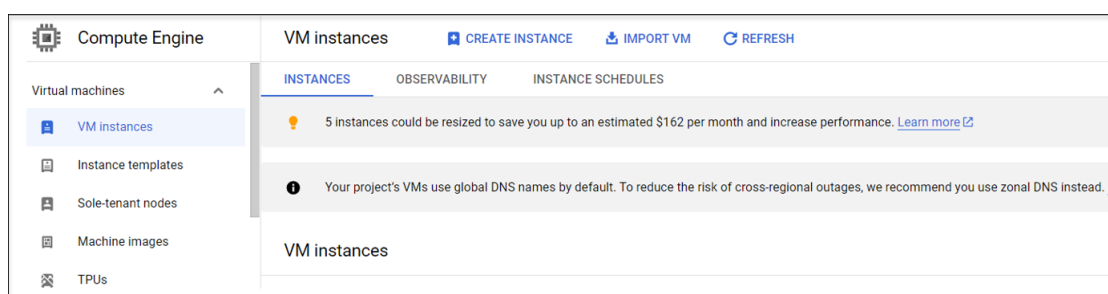 Compute Engine
VM instances
CREATE INSTANCE
IMPORT VM
REFRESH
Virtual machines
VM instances
Instance templates
Sole-tenant nodes
Machine images
TPUs
INSTANCES
OBSERVABILITY
INSTANCE SCHEDULES
5 instances could be resized to save you up to an estimated $162 per month and increase performance. Learn more
Your project's VMs use global DNS names by default. To reduce the risk of cross-regional outages, we recommend you use zonal DNS instead.
VM instances